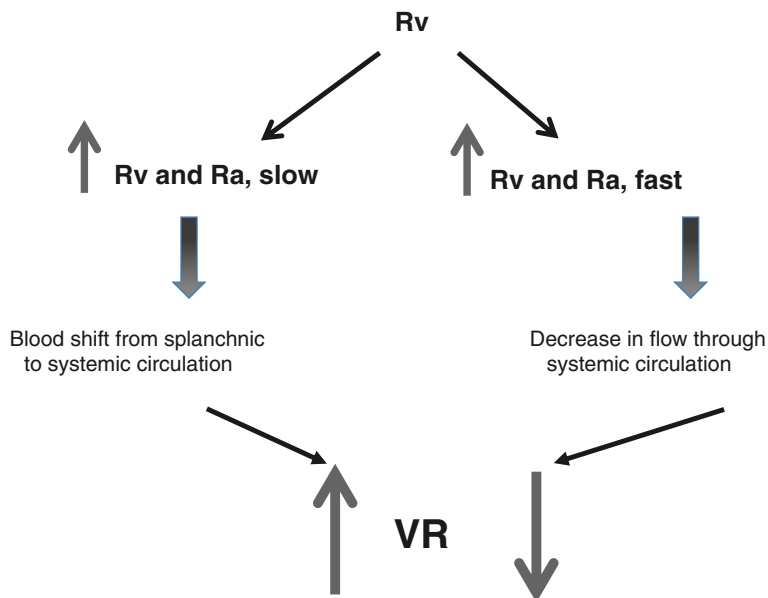 Rv
Rv and Ra, slow
Rv and Ra, fast
Blood shift from splanchnic
to systemic circulation
Decrease in flow through
systemic circulation
VR